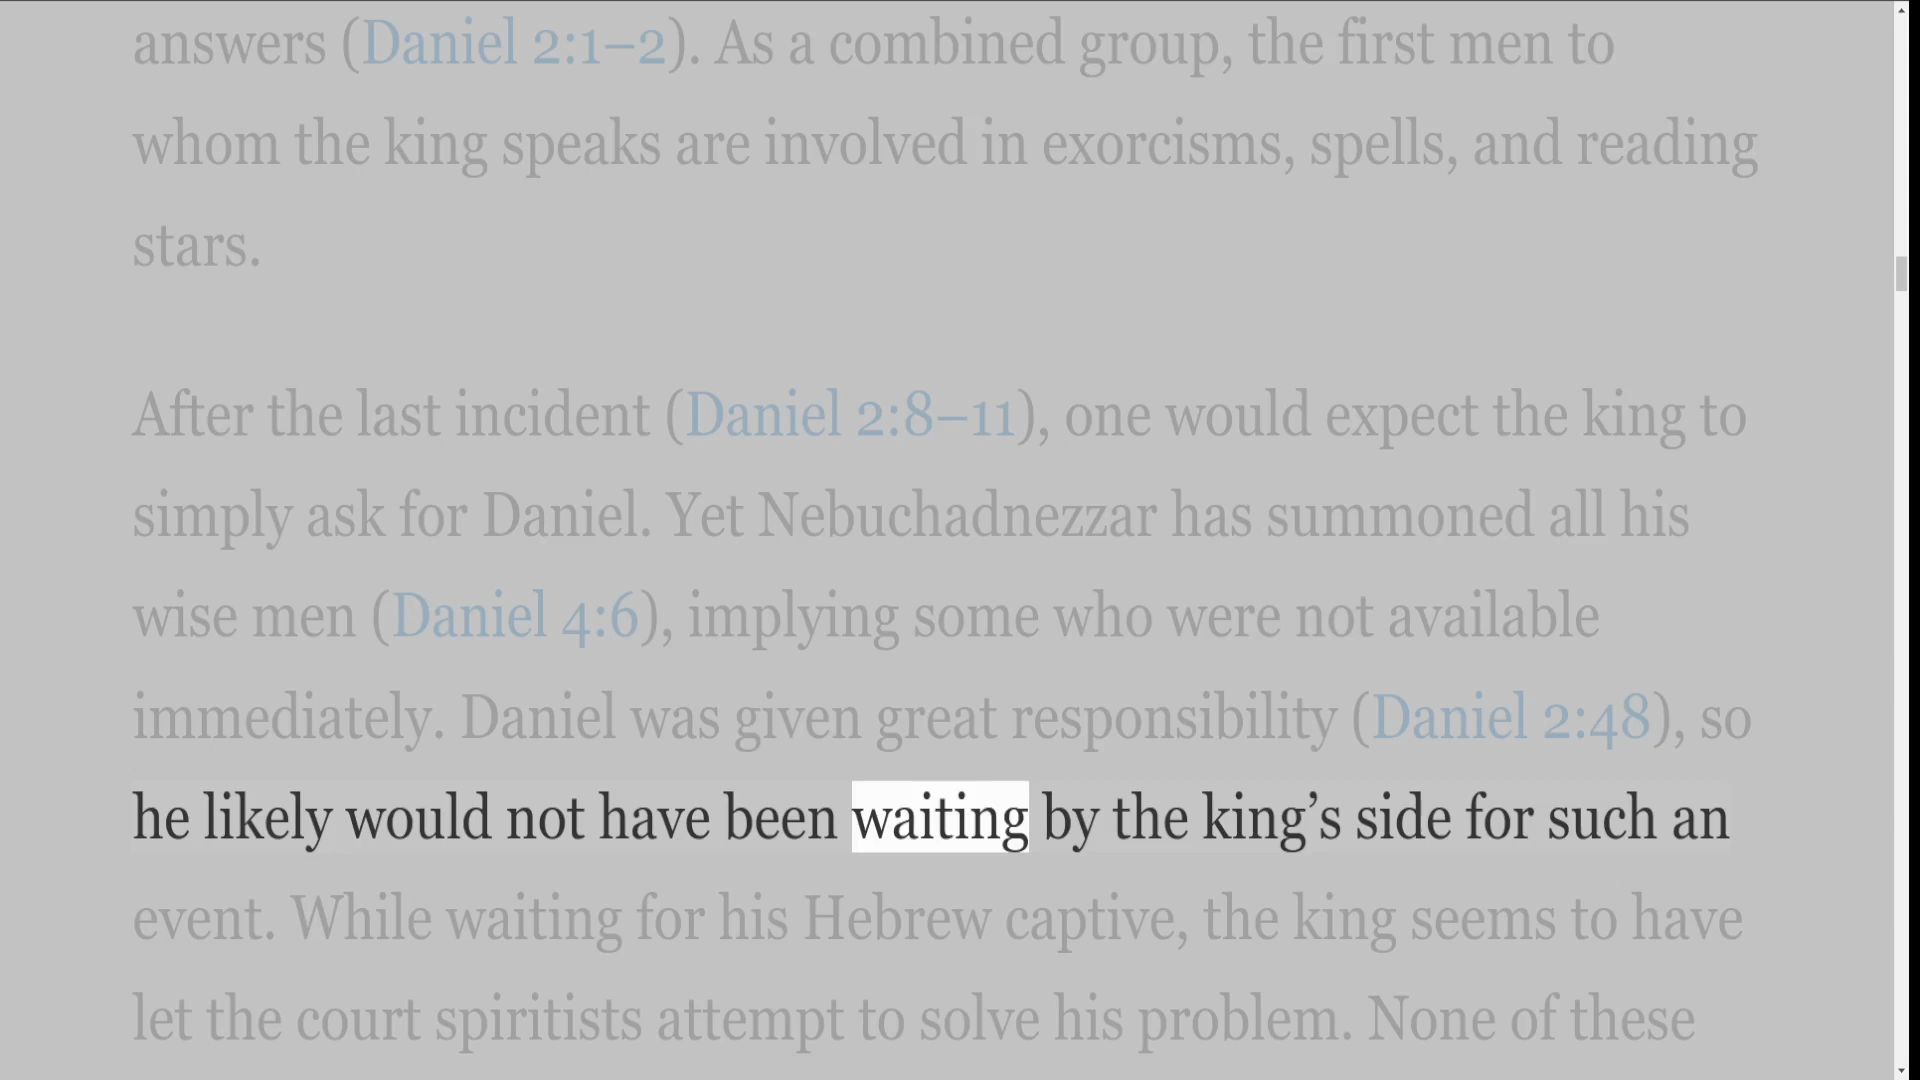 answers (Daniel 2:1–2). As a combined group, the first men to
whom the king speaks are involved in exorcisms, spells, and reading
stars.
After the last incident (Daniel 2:8–11), one would expect the king to
simply ask for Daniel. Yet Nebuchadnezzar has summoned all his
wise men (Daniel 4:6), implying some who were not available
immediately. Daniel was given great responsibility (Daniel 2:48), so
he likely would not have been waiting by the king’s side for such an
event. While waiting for his Hebrew captive, the king seems to have
let the court spiritists attempt to solve his problem. None of these